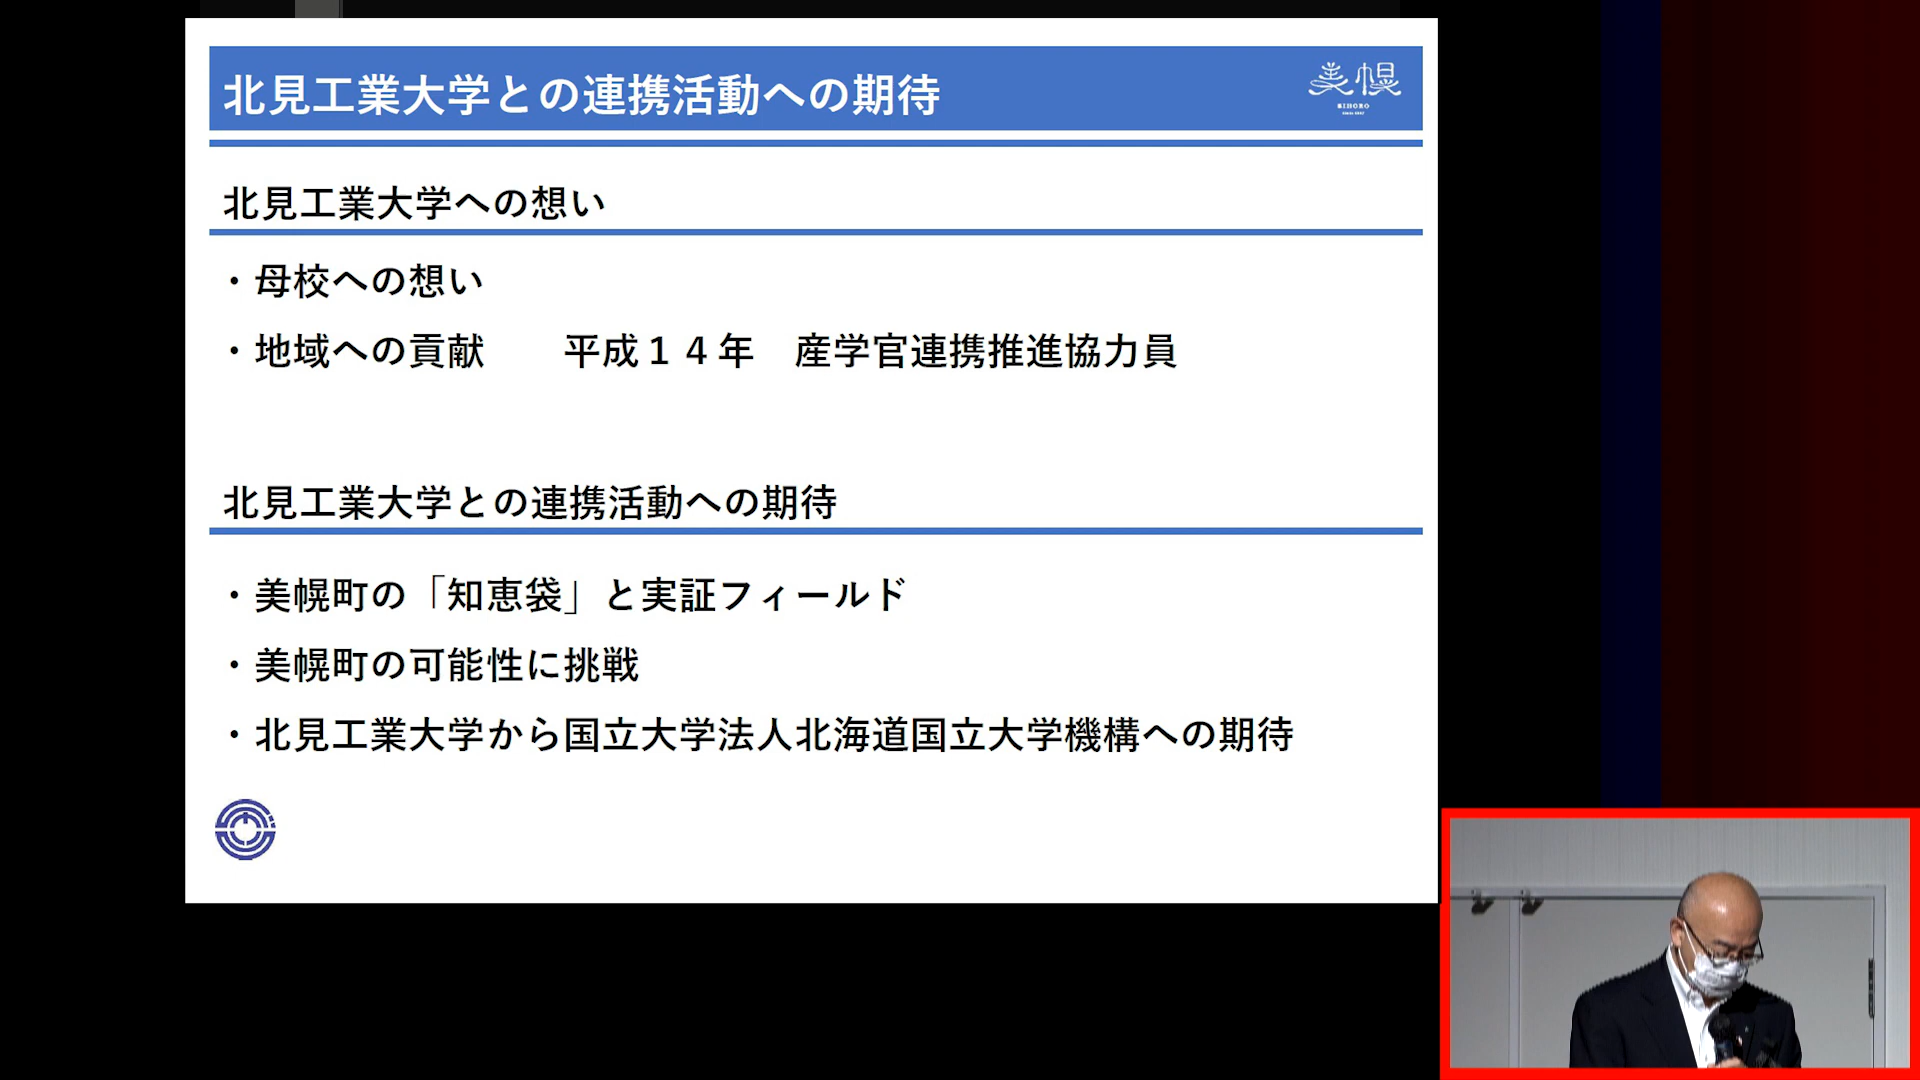 北見工業大学との連携活動への期待
美幌
BIHORO
北見工業大学への想い
・母校への想い
・地域への貢献　　平成１４年　産学官連携推進協力員
北見工業大学との連携活動への期待
・美幌町の「知恵袋」と実証フィールド
・美幌町の可能性に挑戦
・北見工業大学から国立大学法人北海道国立大学機構への期待